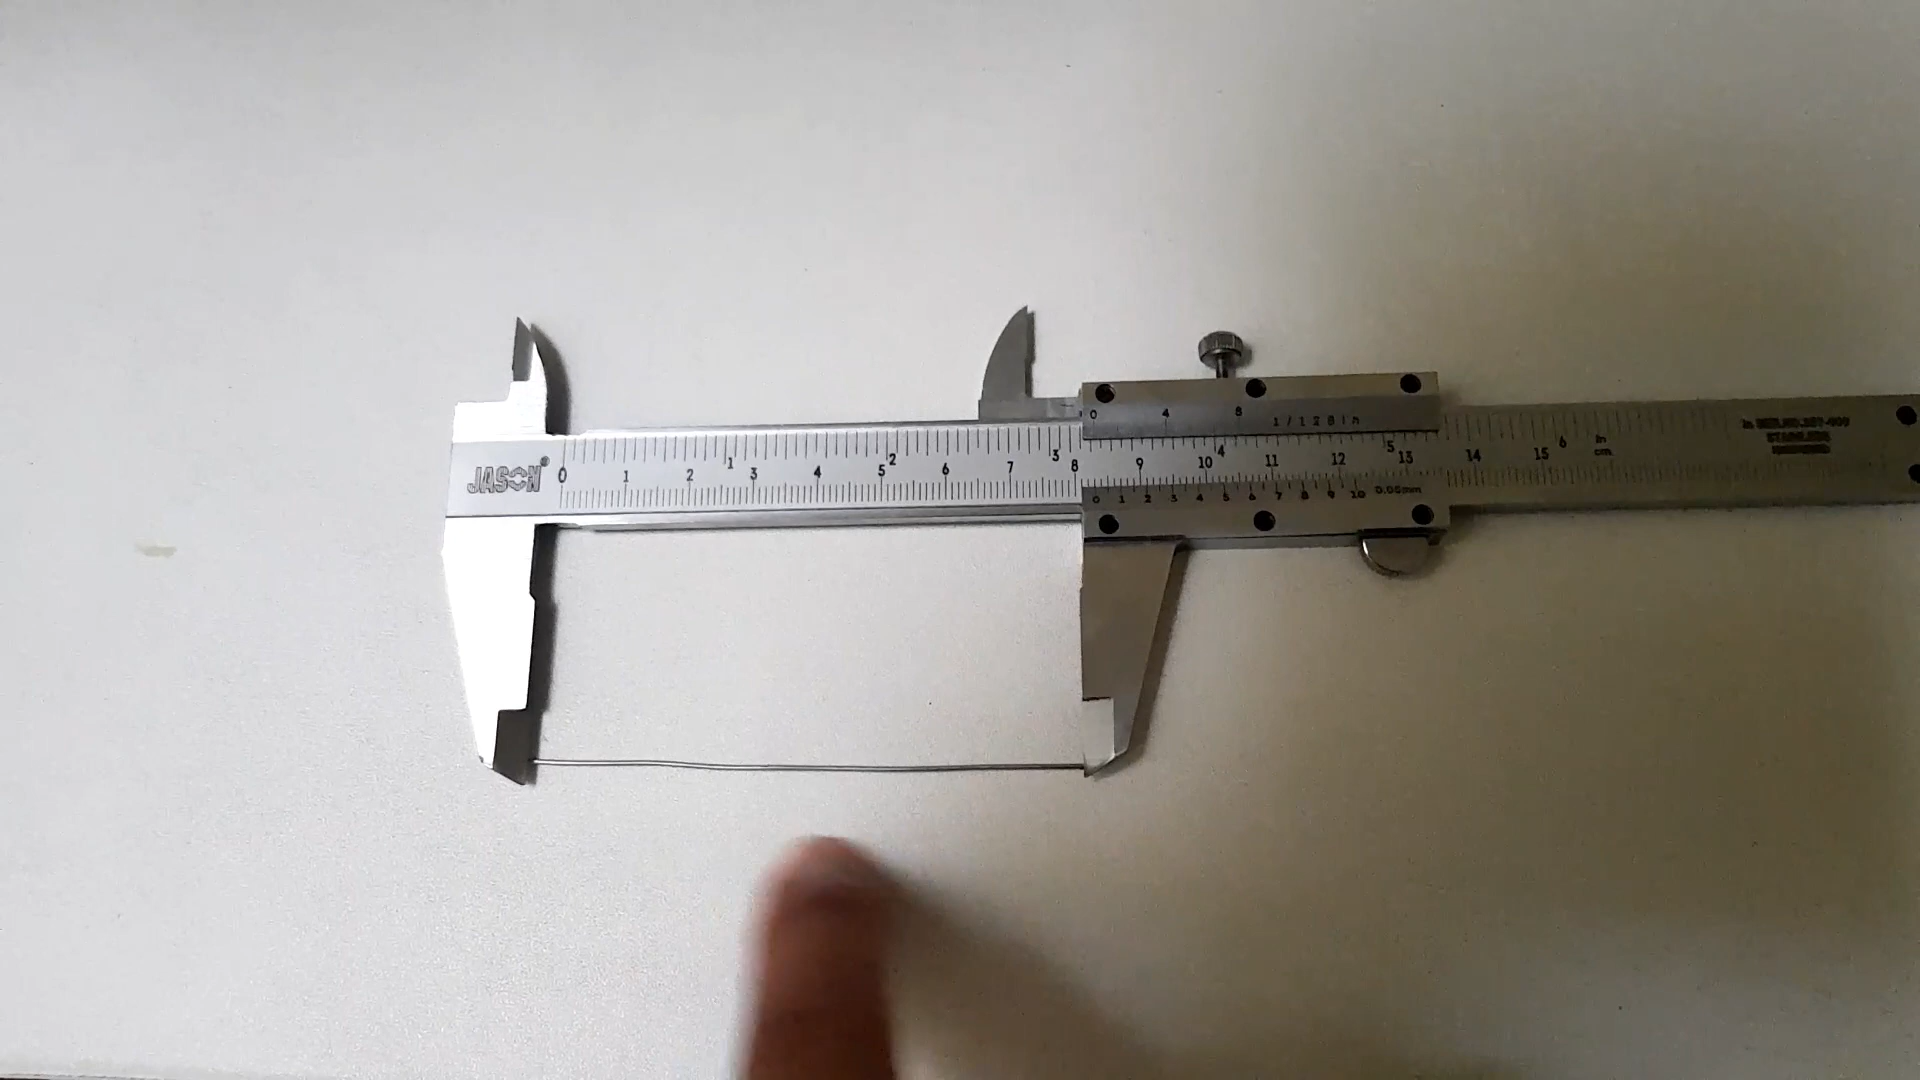 0 4 8 1/128in
1 2 3 4 5 6 in
JASON®
0 1 2 3 4 5 6 7 8 9 10 11 12 13 14 15 cm
0 1 2 3 4 5 6 7 8 9 10 0.05mm
STAINLESS